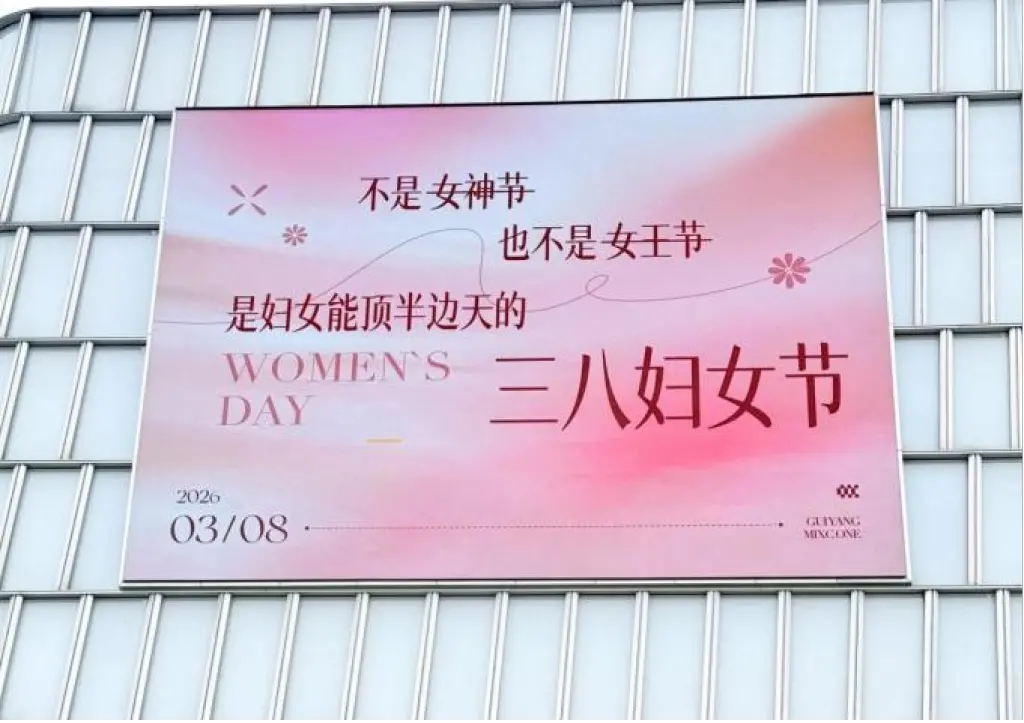 不是 女神节
也不是 女王节
是妇女能顶半边天的
WOMEN`S
DAY
三八妇女节
2026
03/08
GUIYANG
MIXC ONE